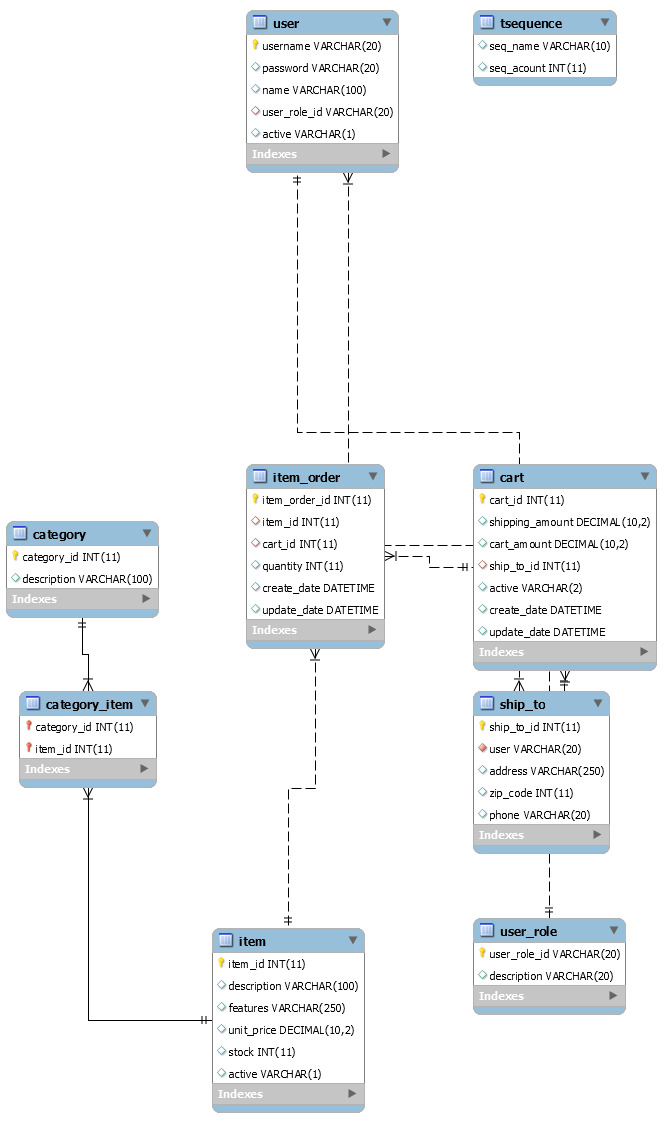 user
username VARCHAR(20)
password VARCHAR(20)
name VARCHAR(100)
user_role_id VARCHAR(20)
active VARCHAR(1)
Indexes
tsequence
seq_name VARCHAR(10)
seq_acount INT(11)
item_order
item_order_id INT(11)
item_id INT(11)
cart_id INT(11)
quantity INT(11)
create_date DATETIME
update_date DATETIME
Indexes
cart
cart_id INT(11)
shipping_amount DECIMAL(10,2)
cart_amount DECIMAL(10,2)
ship_to_id INT(11)
active VARCHAR(2)
create_date DATETIME
update_date DATETIME
Indexes
category
category_id INT(11)
description VARCHAR(100)
Indexes
category_item
category_id INT(11)
item_id INT(11)
Indexes
ship_to
ship_to_id INT(11)
user VARCHAR(20)
address VARCHAR(250)
zip_code INT(11)
phone VARCHAR(20)
Indexes
item
item_id INT(11)
description VARCHAR(100)
features VARCHAR(250)
unit_price DECIMAL(10,2)
stock INT(11)
active VARCHAR(1)
Indexes
user_role
user_role_id VARCHAR(20)
description VARCHAR(20)
Indexes